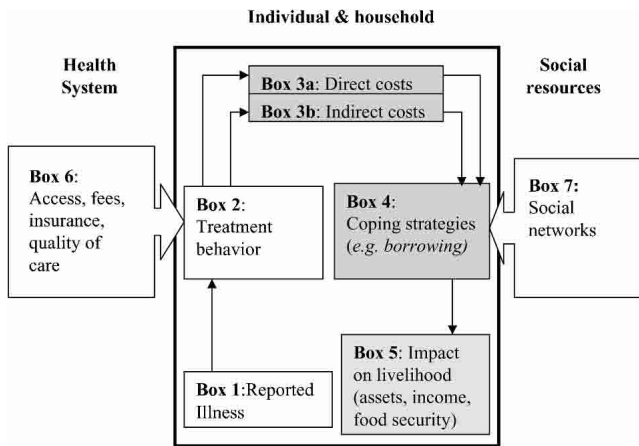 Individual & household
Health
System
Social
resources
Box 3a: Direct costs
Box 3b: Indirect costs
Box 6:
Access, fees,
insurance,
quality of
care
Box 2:
Treatment
behavior
Box 4:
Coping strategies
(e.g. borrowing)
Box 7:
Social
networks
Box 1:Reported
Illness
Box 5: Impact
on livelihood
(assets, income,
food security)